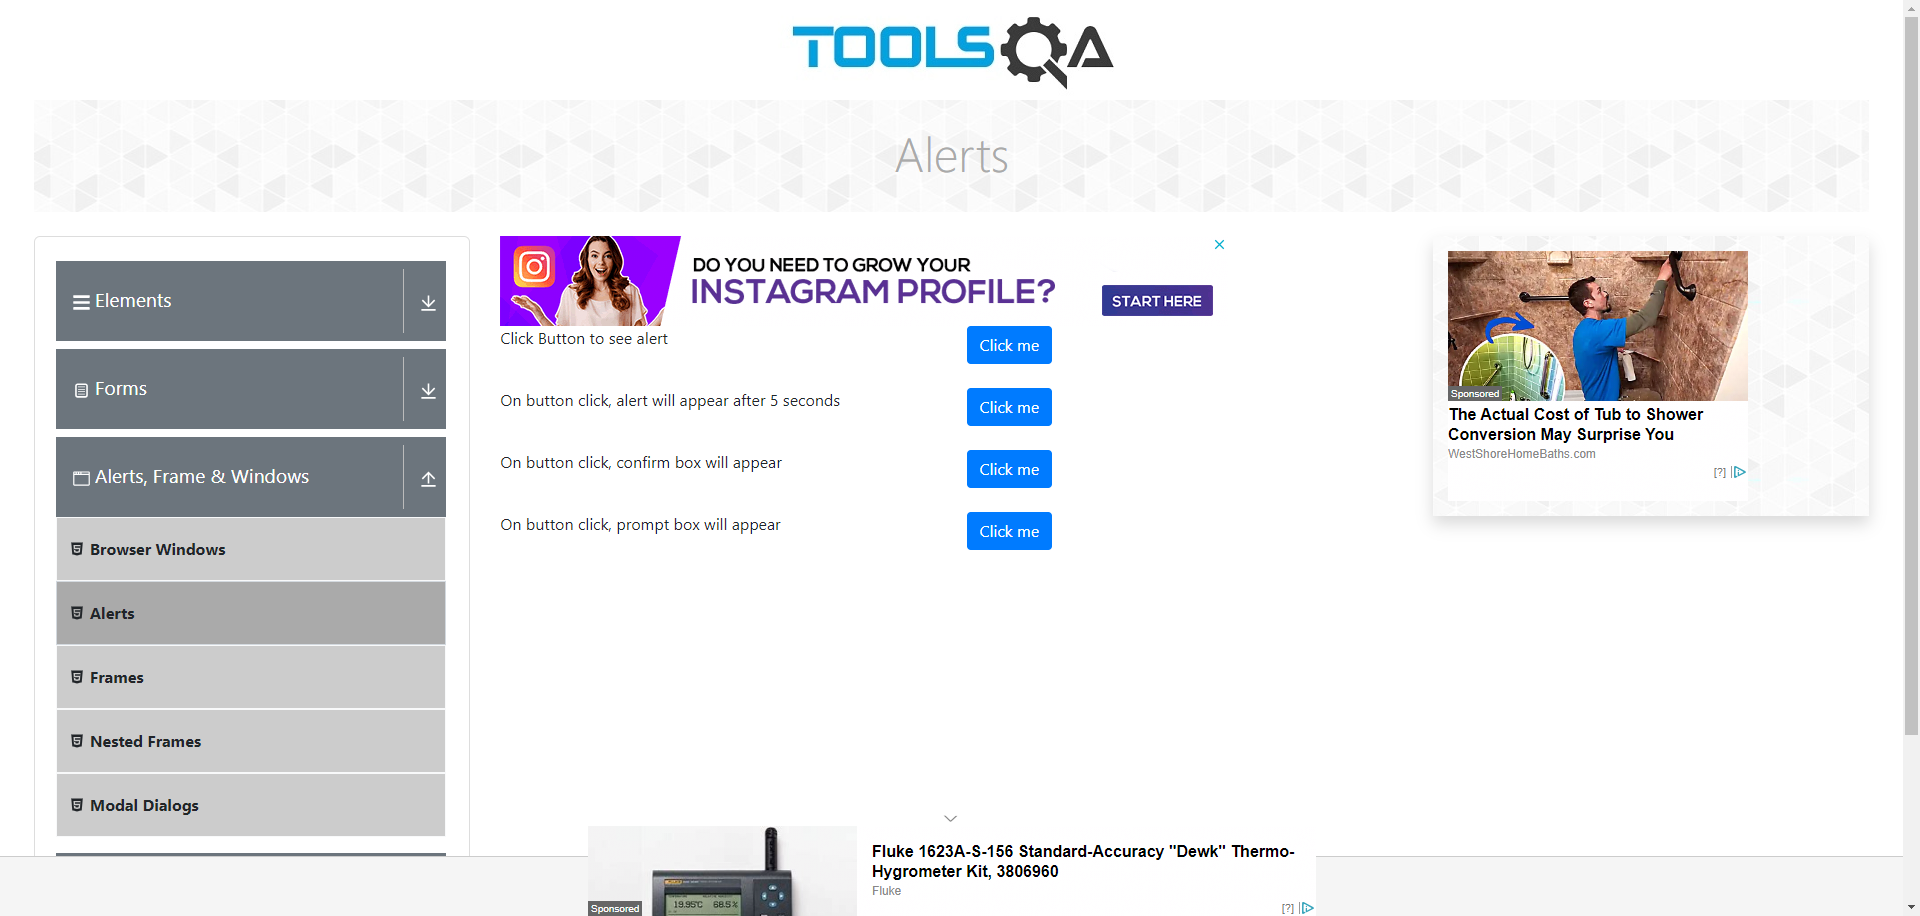 TOOLSQA
Alerts
Elements
Forms
Alerts, Frame & Windows
Browser Windows
Alerts
Frames
Nested Frames
Modal Dialogs
DO YOU NEED TO GROW YOUR
INSTAGRAM PROFILE?
START HERE
Click Button to see alert
Click me
On button click, alert will appear after 5 seconds
Click me
On button click, confirm box will appear
Click me
On button click, prompt box will appear
Click me
Sponsored
The Actual Cost of Tub to Shower
Conversion May Surprise You
WestShoreHomeBaths.com
[?]
Sponsored
19.95°C 68.5%
Fluke 1623A-S-156 Standard-Accuracy "Dewk" Thermo-
Hygrometer Kit, 3806960
Fluke
[?]